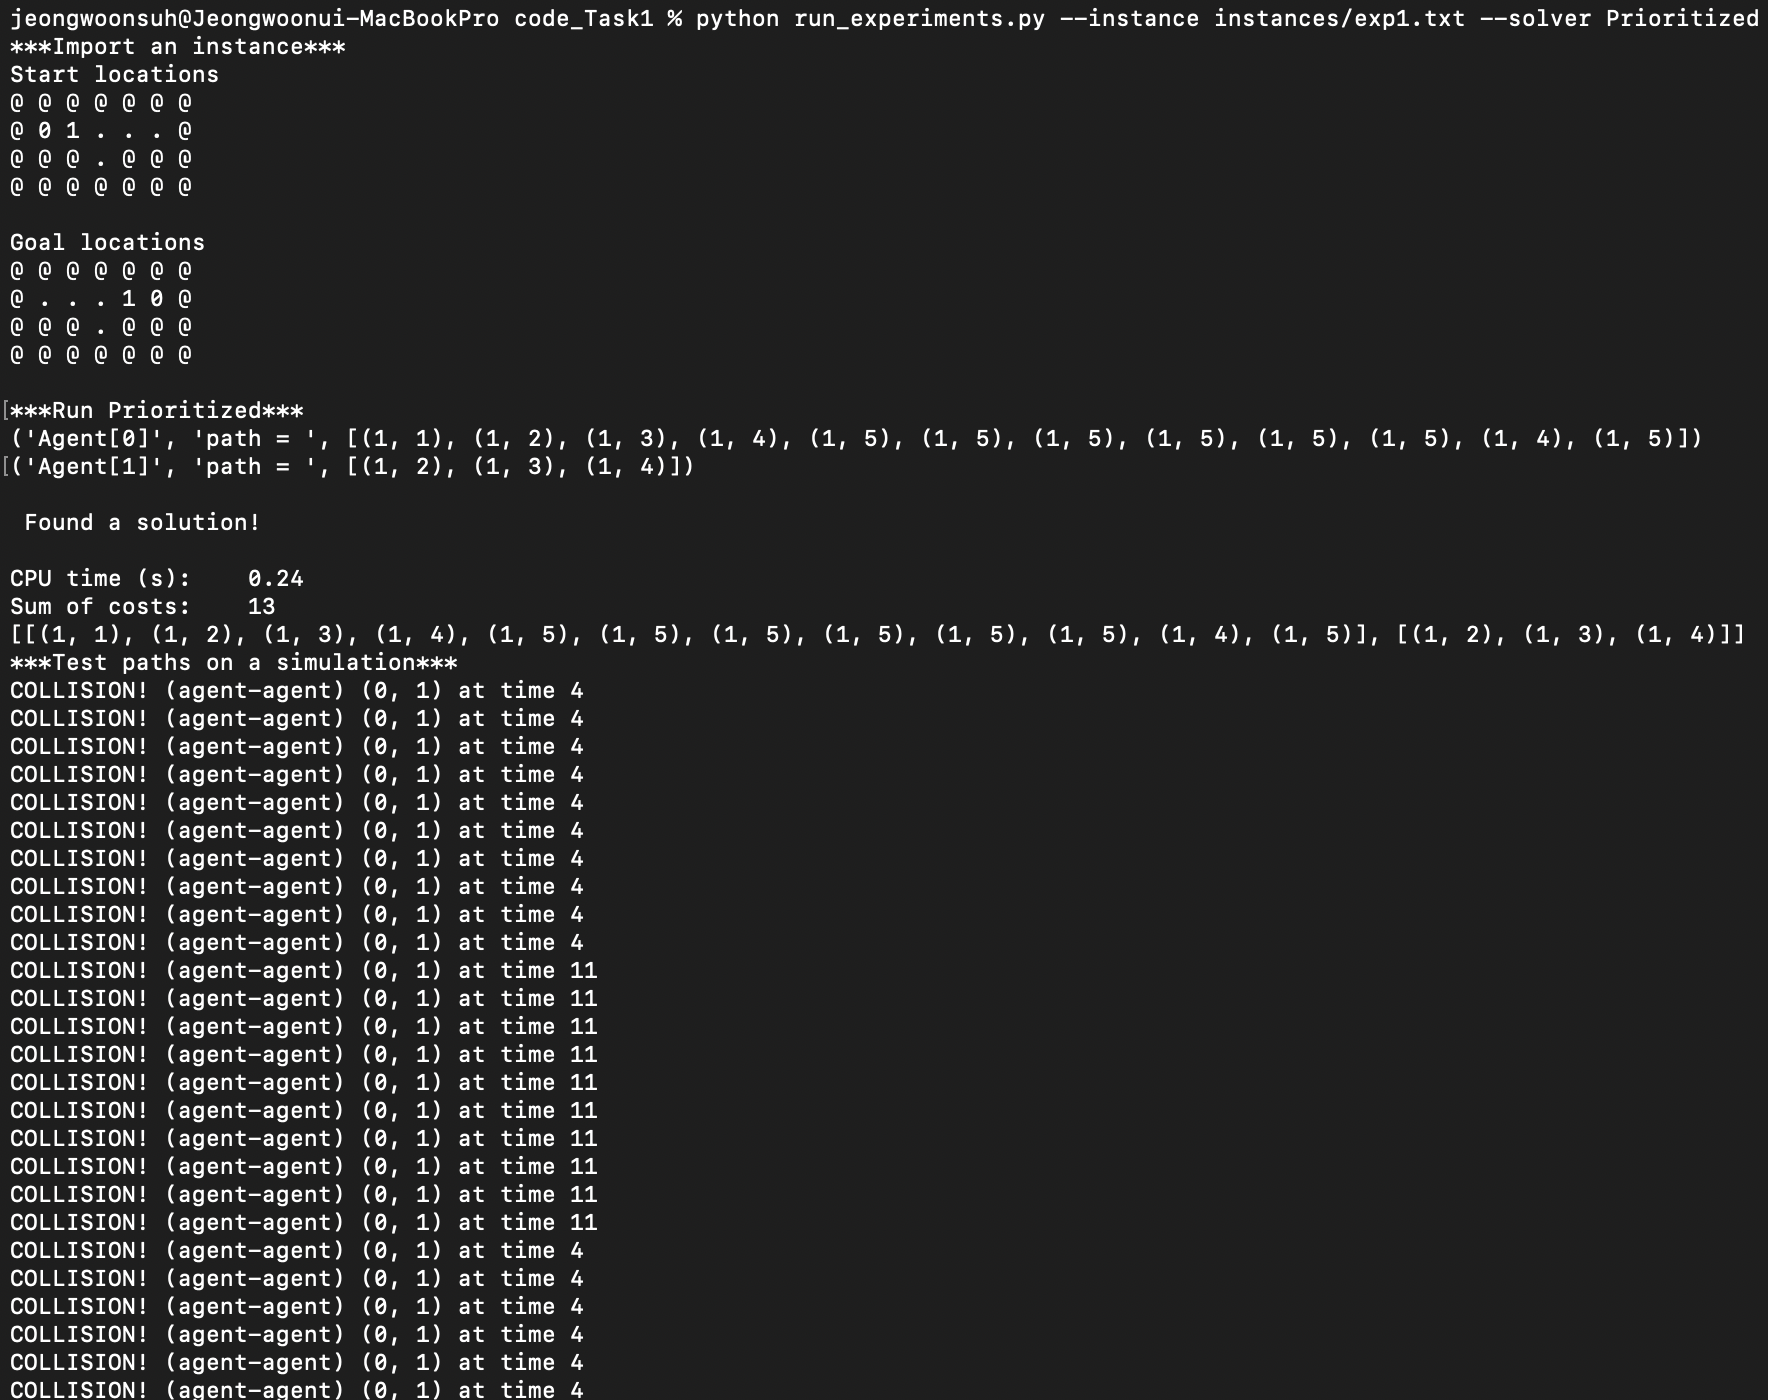 jeongwoonsuh@Jeongwoonui-MacBookPro code_Task1 % python run_experiments.py --instance instances/exp1.txt --solver Prioritized
***Import an instance***
Start locations
@ @ @ @ @ @ @
@ 0 1 . . . @
@ @ @ . @ @ @
@ @ @ @ @ @ @
Goal locations
@ @ @ @ @ @ @
@ . . . 1 0 @
@ @ @ . @ @ @
@ @ @ @ @ @ @
[***Run Prioritized***
('Agent[0]', 'path = ', [(1, 1), (1, 2), (1, 3), (1, 4), (1, 5), (1, 5), (1, 5), (1, 5), (1, 5), (1, 5), (1, 4), (1, 5)])
[('Agent[1]', 'path = ', [(1, 2), (1, 3), (1, 4)])
Found a solution!
CPU time (s):    0.24
Sum of costs:    13
[[(1, 1), (1, 2), (1, 3), (1, 4), (1, 5), (1, 5), (1, 5), (1, 5), (1, 5), (1, 5), (1, 4), (1, 5)], [(1, 2), (1, 3), (1, 4)]]
***Test paths on a simulation***
COLLISION! (agent-agent) (0, 1) at time 4
COLLISION! (agent-agent) (0, 1) at time 4
COLLISION! (agent-agent) (0, 1) at time 4
COLLISION! (agent-agent) (0, 1) at time 4
COLLISION! (agent-agent) (0, 1) at time 4
COLLISION! (agent-agent) (0, 1) at time 4
COLLISION! (agent-agent) (0, 1) at time 4
COLLISION! (agent-agent) (0, 1) at time 4
COLLISION! (agent-agent) (0, 1) at time 4
COLLISION! (agent-agent) (0, 1) at time 4
COLLISION! (agent-agent) (0, 1) at time 11
COLLISION! (agent-agent) (0, 1) at time 11
COLLISION! (agent-agent) (0, 1) at time 11
COLLISION! (agent-agent) (0, 1) at time 11
COLLISION! (agent-agent) (0, 1) at time 11
COLLISION! (agent-agent) (0, 1) at time 11
COLLISION! (agent-agent) (0, 1) at time 11
COLLISION! (agent-agent) (0, 1) at time 11
COLLISION! (agent-agent) (0, 1) at time 11
COLLISION! (agent-agent) (0, 1) at time 11
COLLISION! (agent-agent) (0, 1) at time 4
COLLISION! (agent-agent) (0, 1) at time 4
COLLISION! (agent-agent) (0, 1) at time 4
COLLISION! (agent-agent) (0, 1) at time 4
COLLISION! (agent-agent) (0, 1) at time 4
COLLISION! (agent-agent) (0, 1) at time 4